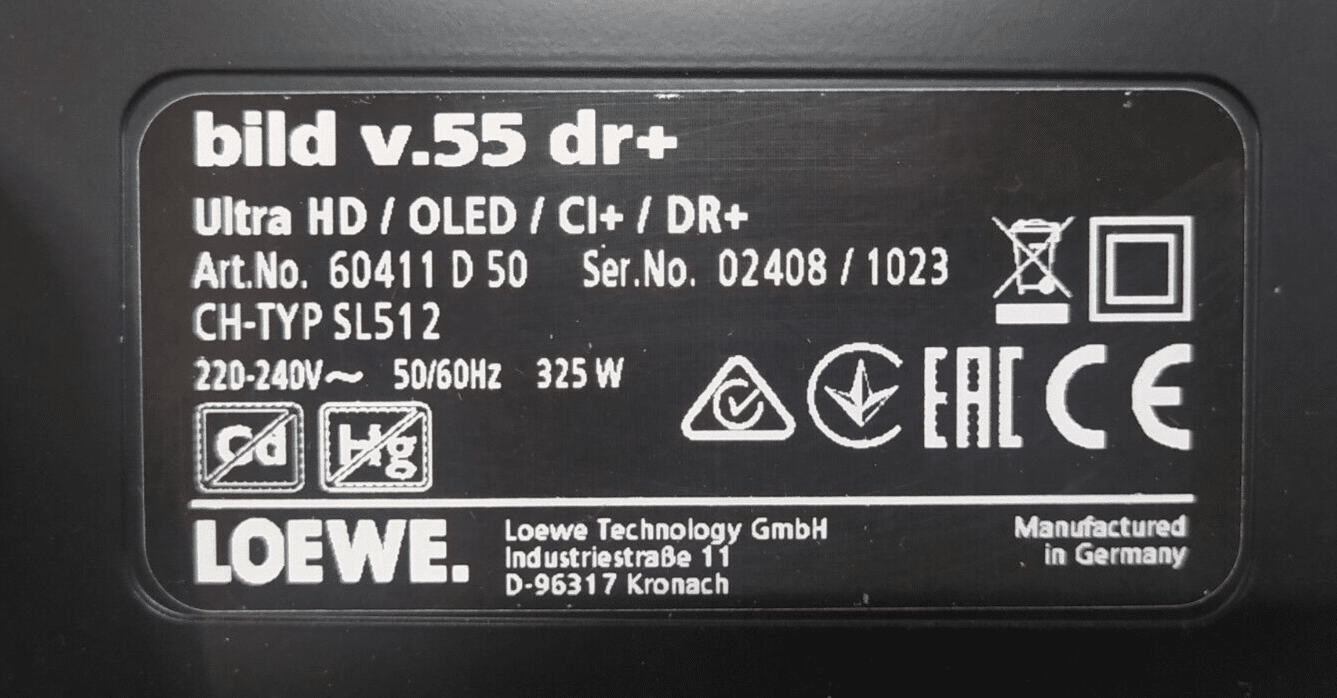 bild v.55 dr+
Ultra HD / OLED / CI+ / DR+
Art.No. 60411 D 50 Ser.No. 02408 / 1023
CH-TYP SL512
220-240V~ 50/60Hz 325 W
Cd Hg
EAC CE
LOEWE.
Loewe Technology GmbH
Industriestraße 11
D-96317 Kronach
Manufactured
in Germany